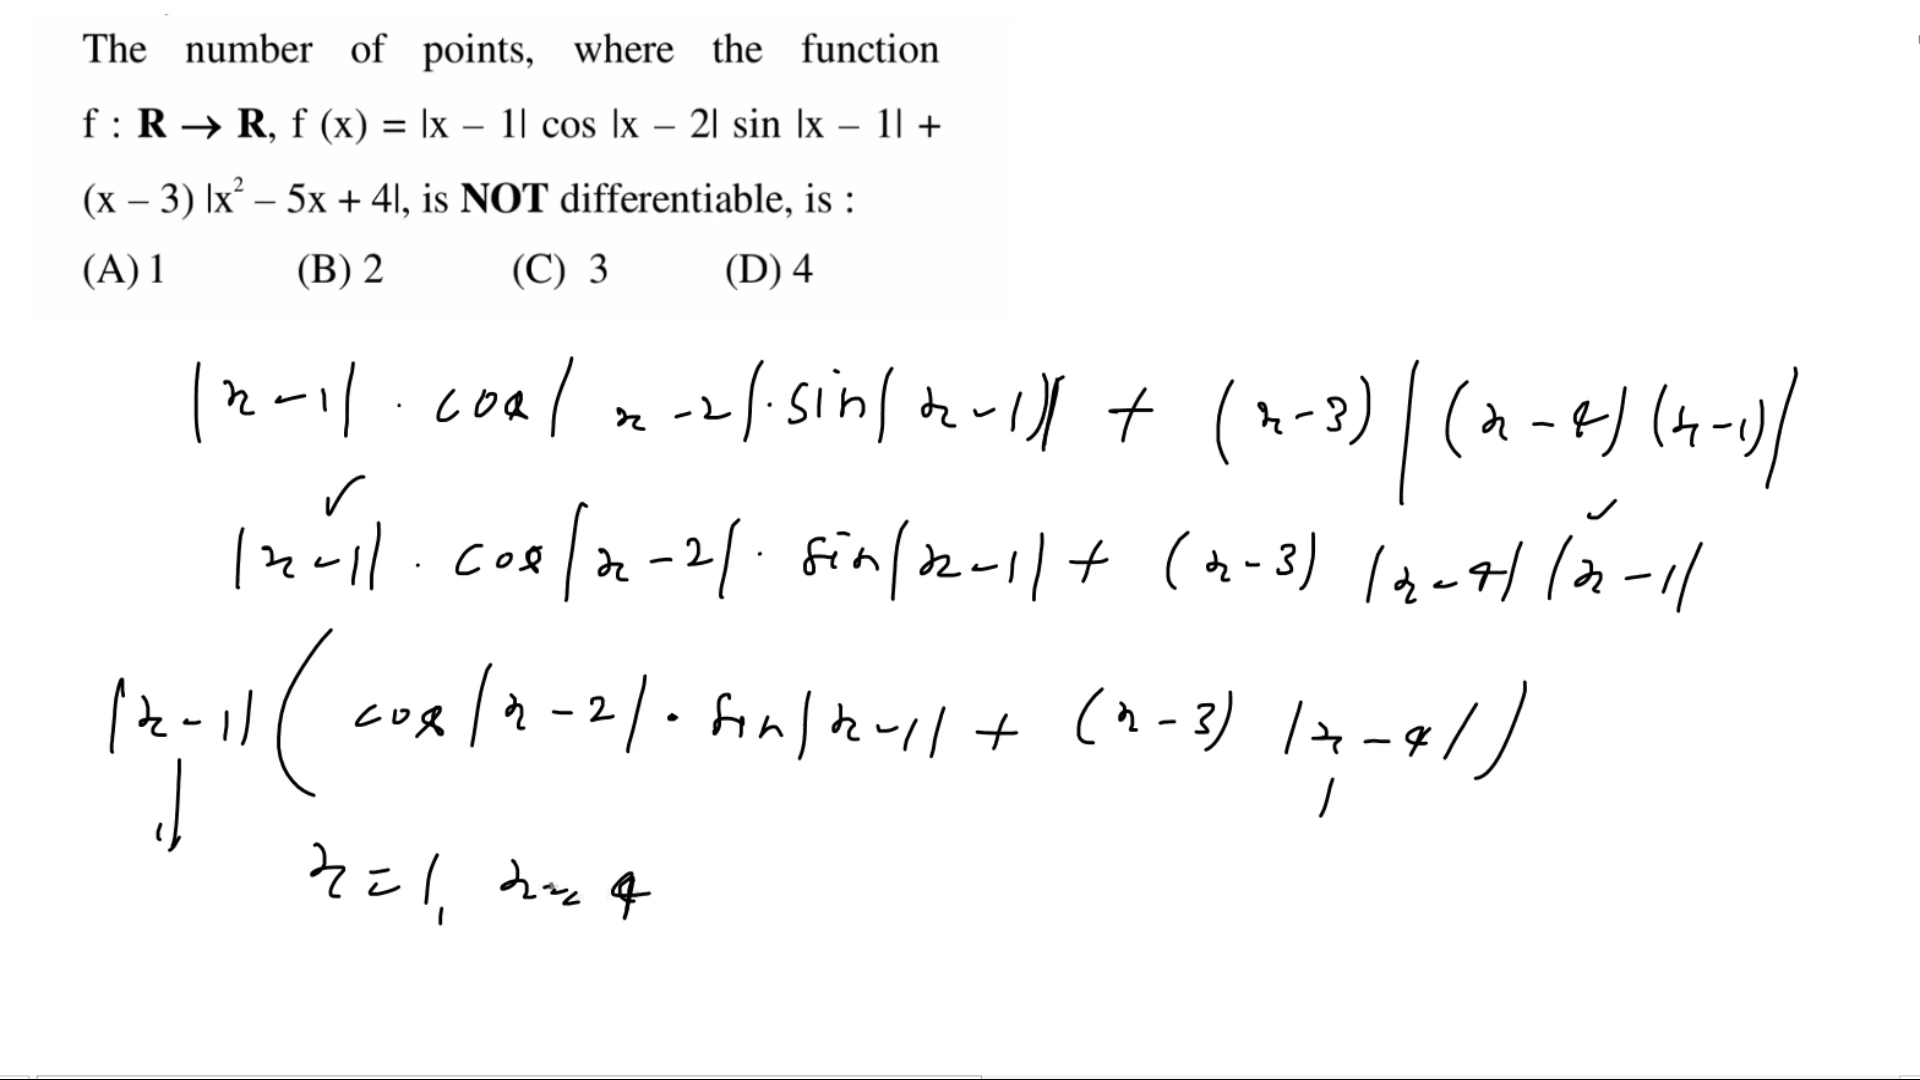 The number of points, where the function
f : R → R, f (x) = |x – 1| cos |x – 2| sin |x – 1| +
(x – 3) |x² – 5x + 4|, is NOT differentiable, is :
(A) 1 (B) 2 (C) 3 (D) 4
|x-1| . cos| x-2|.sin|x-1| + (x-3)|(x-4)(x-1)|
|x-1| . cos|x-2|. sin|x-1| + (x-3) |x-4| |x-1|
|x-1| ( cos|x-2| . sin|x-1| + (x-3) |x-4| )
x=1, x=4